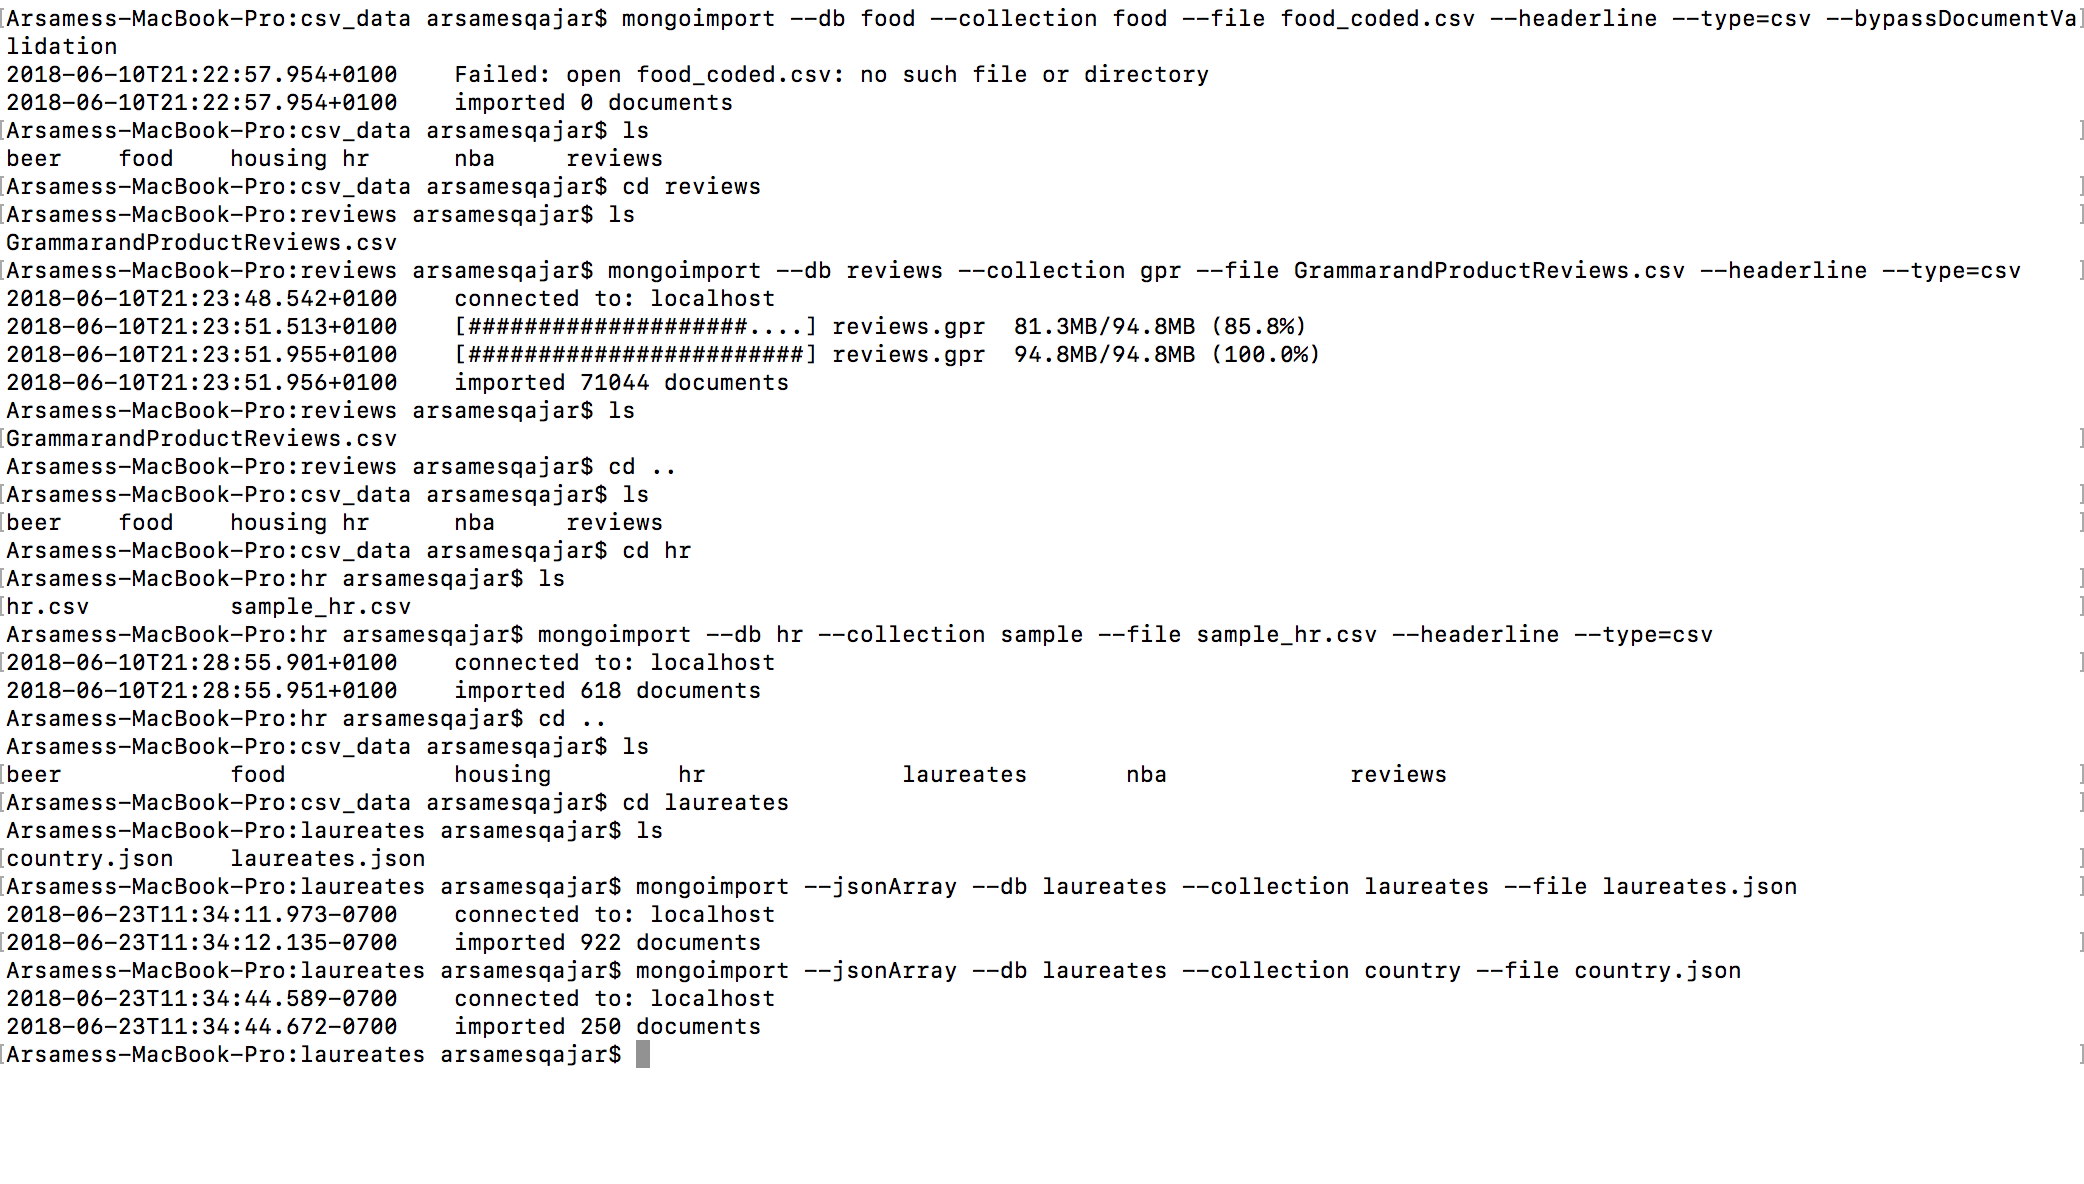 [Arsamess-MacBook-Pro:csv_data arsamesqajar$ mongoimport --db food --collection food --file food_coded.csv --headerline --type=csv --bypassDocumentVa]
lidation
2018-06-10T21:22:57.954+0100    Failed: open food_coded.csv: no such file or directory
2018-06-10T21:22:57.954+0100    imported 0 documents
[Arsamess-MacBook-Pro:csv_data arsamesqajar$ ls ]
beer    food    housing hr      nba     reviews
[Arsamess-MacBook-Pro:csv_data arsamesqajar$ cd reviews ]
[Arsamess-MacBook-Pro:reviews arsamesqajar$ ls ]
GrammarandProductReviews.csv
[Arsamess-MacBook-Pro:reviews arsamesqajar$ mongoimport --db reviews --collection gpr --file GrammarandProductReviews.csv --headerline --type=csv ]
2018-06-10T21:23:48.542+0100    connected to: localhost
2018-06-10T21:23:51.513+0100    [####################....] reviews.gpr  81.3MB/94.8MB (85.8%)
2018-06-10T21:23:51.955+0100    [########################] reviews.gpr  94.8MB/94.8MB (100.0%)
2018-06-10T21:23:51.956+0100    imported 71044 documents
Arsamess-MacBook-Pro:reviews arsamesqajar$ ls
[GrammarandProductReviews.csv ]
Arsamess-MacBook-Pro:reviews arsamesqajar$ cd ..
[Arsamess-MacBook-Pro:csv_data arsamesqajar$ ls ]
[beer    food    housing hr      nba     reviews ]
Arsamess-MacBook-Pro:csv_data arsamesqajar$ cd hr
[Arsamess-MacBook-Pro:hr arsamesqajar$ ls ]
[hr.csv          sample_hr.csv ]
Arsamess-MacBook-Pro:hr arsamesqajar$ mongoimport --db hr --collection sample --file sample_hr.csv --headerline --type=csv
[2018-06-10T21:28:55.901+0100    connected to: localhost ]
2018-06-10T21:28:55.951+0100    imported 618 documents
Arsamess-MacBook-Pro:hr arsamesqajar$ cd ..
Arsamess-MacBook-Pro:csv_data arsamesqajar$ ls
[beer            food            housing         hr              laureates       nba             reviews ]
[Arsamess-MacBook-Pro:csv_data arsamesqajar$ cd laureates ]
Arsamess-MacBook-Pro:laureates arsamesqajar$ ls
[country.json    laureates.json ]
[Arsamess-MacBook-Pro:laureates arsamesqajar$ mongoimport --jsonArray --db laureates --collection laureates --file laureates.json ]
2018-06-23T11:34:11.973-0700    connected to: localhost
[2018-06-23T11:34:12.135-0700    imported 922 documents ]
Arsamess-MacBook-Pro:laureates arsamesqajar$ mongoimport --jsonArray --db laureates --collection country --file country.json
2018-06-23T11:34:44.589-0700    connected to: localhost
2018-06-23T11:34:44.672-0700    imported 250 documents
[Arsamess-MacBook-Pro:laureates arsamesqajar$ ]